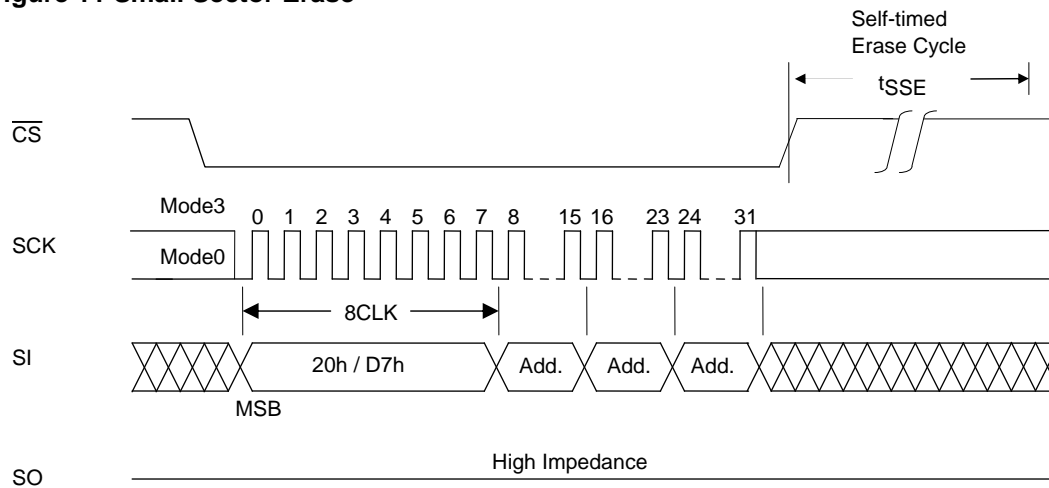 Figure 11 Small Sector Erase
Self-timed
Erase Cycle
tSSE
CS
Mode3
0 1 2 3 4 5 6 7 8 15 16 23 24 31
SCK
Mode0
8CLK
SI
20h / D7h Add. Add. Add.
MSB
High Impedance
SO